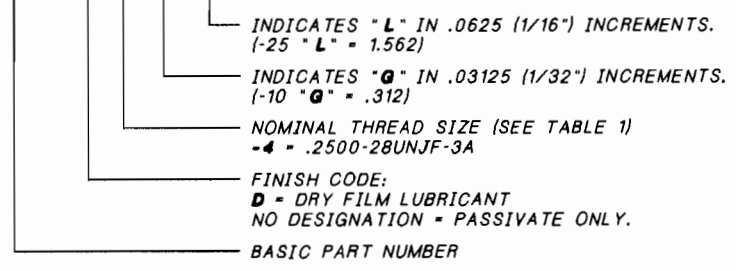 INDICATES "L" IN .0625 (1/16") INCREMENTS.
(-25 "L" = 1.562)
INDICATES "G" IN .03125 (1/32") INCREMENTS.
(-10 "G" = .312)
NOMINAL THREAD SIZE (SEE TABLE 1)
-4 = .2500-28UNJF-3A
FINISH CODE:
D = DRY FILM LUBRICANT
NO DESIGNATION = PASSIVATE ONLY.
BASIC PART NUMBER